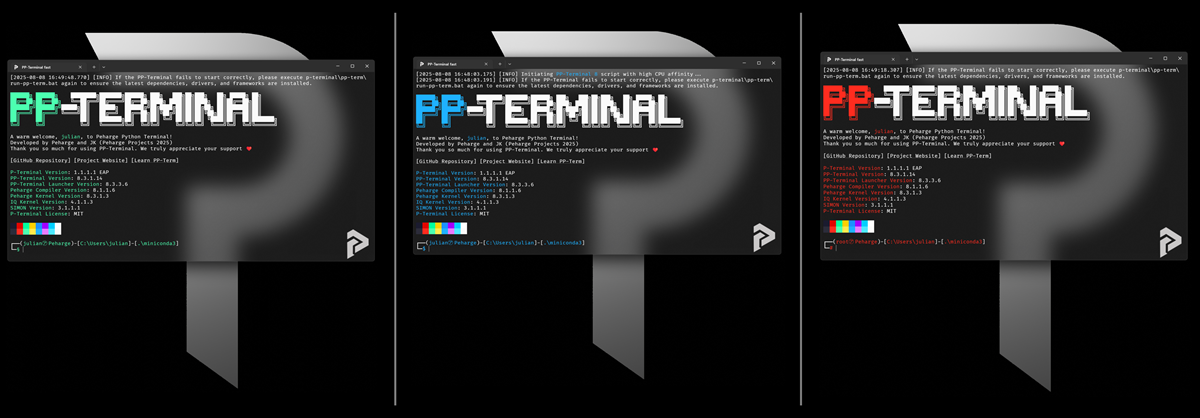 PP-Terminal fast
[2025-08-08 16:49:48.770] [INFO] If the PP-Terminal fails to start correctly, please execute p-terminal\pp-term\
run-pp-term.bat again to ensure the latest dependencies, drivers, and frameworks are installed.
PP-TERMINAL
A warm welcome, julian, to Peharge Python Terminal!
Developed by Peharge and JK (Peharge Projects 2025)
Thank you so much for using PP-Terminal. We truly appreciate your support ❤️
[GitHub Repository] [Project Website] [Learn PP-Term]
P-Terminal Version: 1.1.1.1 EAP
PP-Terminal Version: 8.3.1.14
PP-Terminal Launcher Version: 8.3.3.6
Peharge Compiler Version: 0.1.1.6
Peharge Kernel Version: 8.3.1.3
IQ Kernel Version: 4.1.1.3
SIMON Version: 3.1.1.1
P-Terminal License: MIT
┌──(julianⓅPeharge)-[C:\Users\julian]-[.\miniconda3]
└─$
PP-Terminal fast
[2025-08-08 16:48:03.175] [INFO] Initiating PP-Terminal script with high CPU affinity...
[2025-08-08 16:48:03.191] [INFO] If the PP-Terminal fails to start correctly, please execute p-terminal\pp-term\
run-pp-term.bat again to ensure the latest dependencies, drivers, and frameworks are installed.
PP-TERMINAL
A warm welcome, julian, to Peharge Python Terminal!
Developed by Peharge and JK (Peharge Projects 2025)
Thank you so much for using PP-Terminal. We truly appreciate your support ❤️
[GitHub Repository] [Project Website] [Learn PP-Term]
P-Terminal Version: 1.1.1.1 EAP
PP-Terminal Version: 8.3.1.14
PP-Terminal Launcher Version: 8.3.3.6
Peharge Compiler Version: 0.1.1.6
Peharge Kernel Version: 8.3.1.3
IQ Kernel Version: 4.1.1.3
SIMON Version: 3.1.1.1
P-Terminal License: MIT
┌──(julianⓅPeharge)-[C:\Users\julian]-[.\miniconda3]
└─$
PP-Terminal fast
[2025-08-08 16:49:18.307] [INFO] If the PP-Terminal fails to start correctly, please execute p-terminal\pp-term\
run-pp-term.bat again to ensure the latest dependencies, drivers, and frameworks are installed.
PP-TERMINAL
A warm welcome, julian, to Peharge Python Terminal!
Developed by Peharge and JK (Peharge Projects 2025)
Thank you so much for using PP-Terminal. We truly appreciate your support ❤️
[GitHub Repository] [Project Website] [Learn PP-Term]
P-Terminal Version: 1.1.1.1 EAP
PP-Terminal Version: 8.3.1.14
PP-Terminal Launcher Version: 8.3.3.6
Peharge Compiler Version: 0.1.1.6
Peharge Kernel Version: 8.3.1.3
IQ Kernel Version: 4.1.1.3
SIMON Version: 3.1.1.1
P-Terminal License: MIT
┌──(rootⓅPeharge)-[C:\Users\julian]-[.\miniconda3]